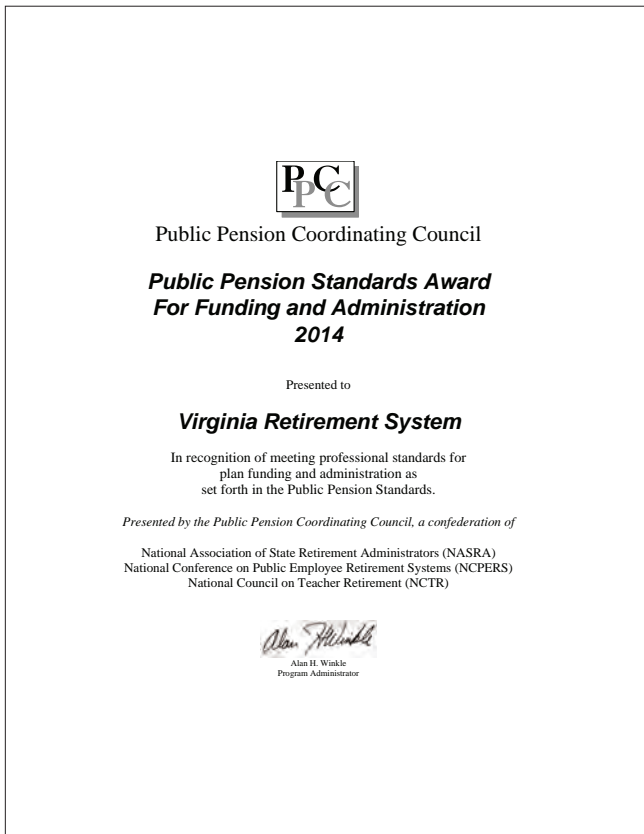 PPCC
Public Pension Coordinating Council
Public Pension Standards Award
For Funding and Administration
2014
Presented to
Virginia Retirement System
In recognition of meeting professional standards for
plan funding and administration as
set forth in the Public Pension Standards.
Presented by the Public Pension Coordinating Council, a confederation of
National Association of State Retirement Administrators (NASRA)
National Conference on Public Employee Retirement Systems (NCPERS)
National Council on Teacher Retirement (NCTR)
Alan H Winkle
Alan H. Winkle
Program Administrator